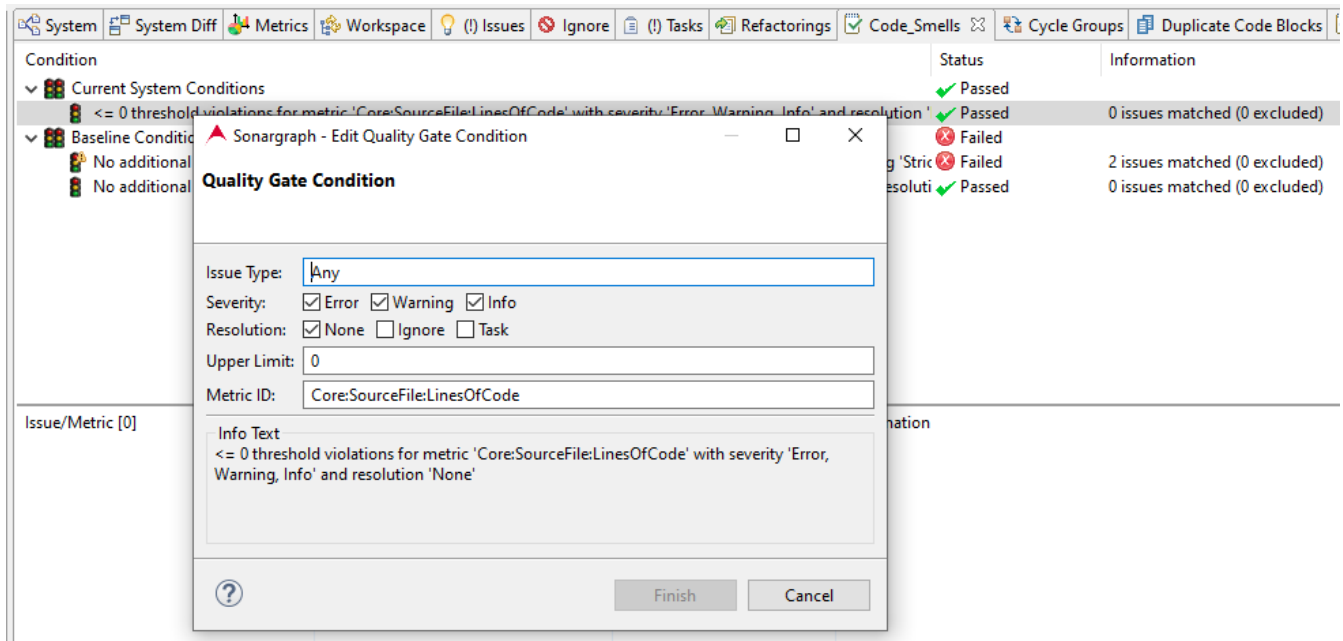 System System Diff Metrics Workspace (!) Issues Ignore (!) Tasks Refactorings Code_Smells Cycle Groups Duplicate Code Blocks
Condition Status Information
Current System Conditions Passed
<= 0 threshold violations for metric 'Core:SourceFile:LinesOfCode' with severity 'Error, Warning, Info' and resolution ' Passed 0 issues matched (0 excluded)
Baseline Conditic Failed
No additional g 'Stric Failed 2 issues matched (0 excluded)
No additional esoluti Passed 0 issues matched (0 excluded)
Sonargraph - Edit Quality Gate Condition
Quality Gate Condition
Issue Type: Any
Severity: Error Warning Info
Resolution: None Ignore Task
Upper Limit: 0
Metric ID: Core:SourceFile:LinesOfCode
Issue/Metric [0] nation
Info Text
<= 0 threshold violations for metric 'Core:SourceFile:LinesOfCode' with severity 'Error,
Warning, Info' and resolution 'None'
? Finish Cancel